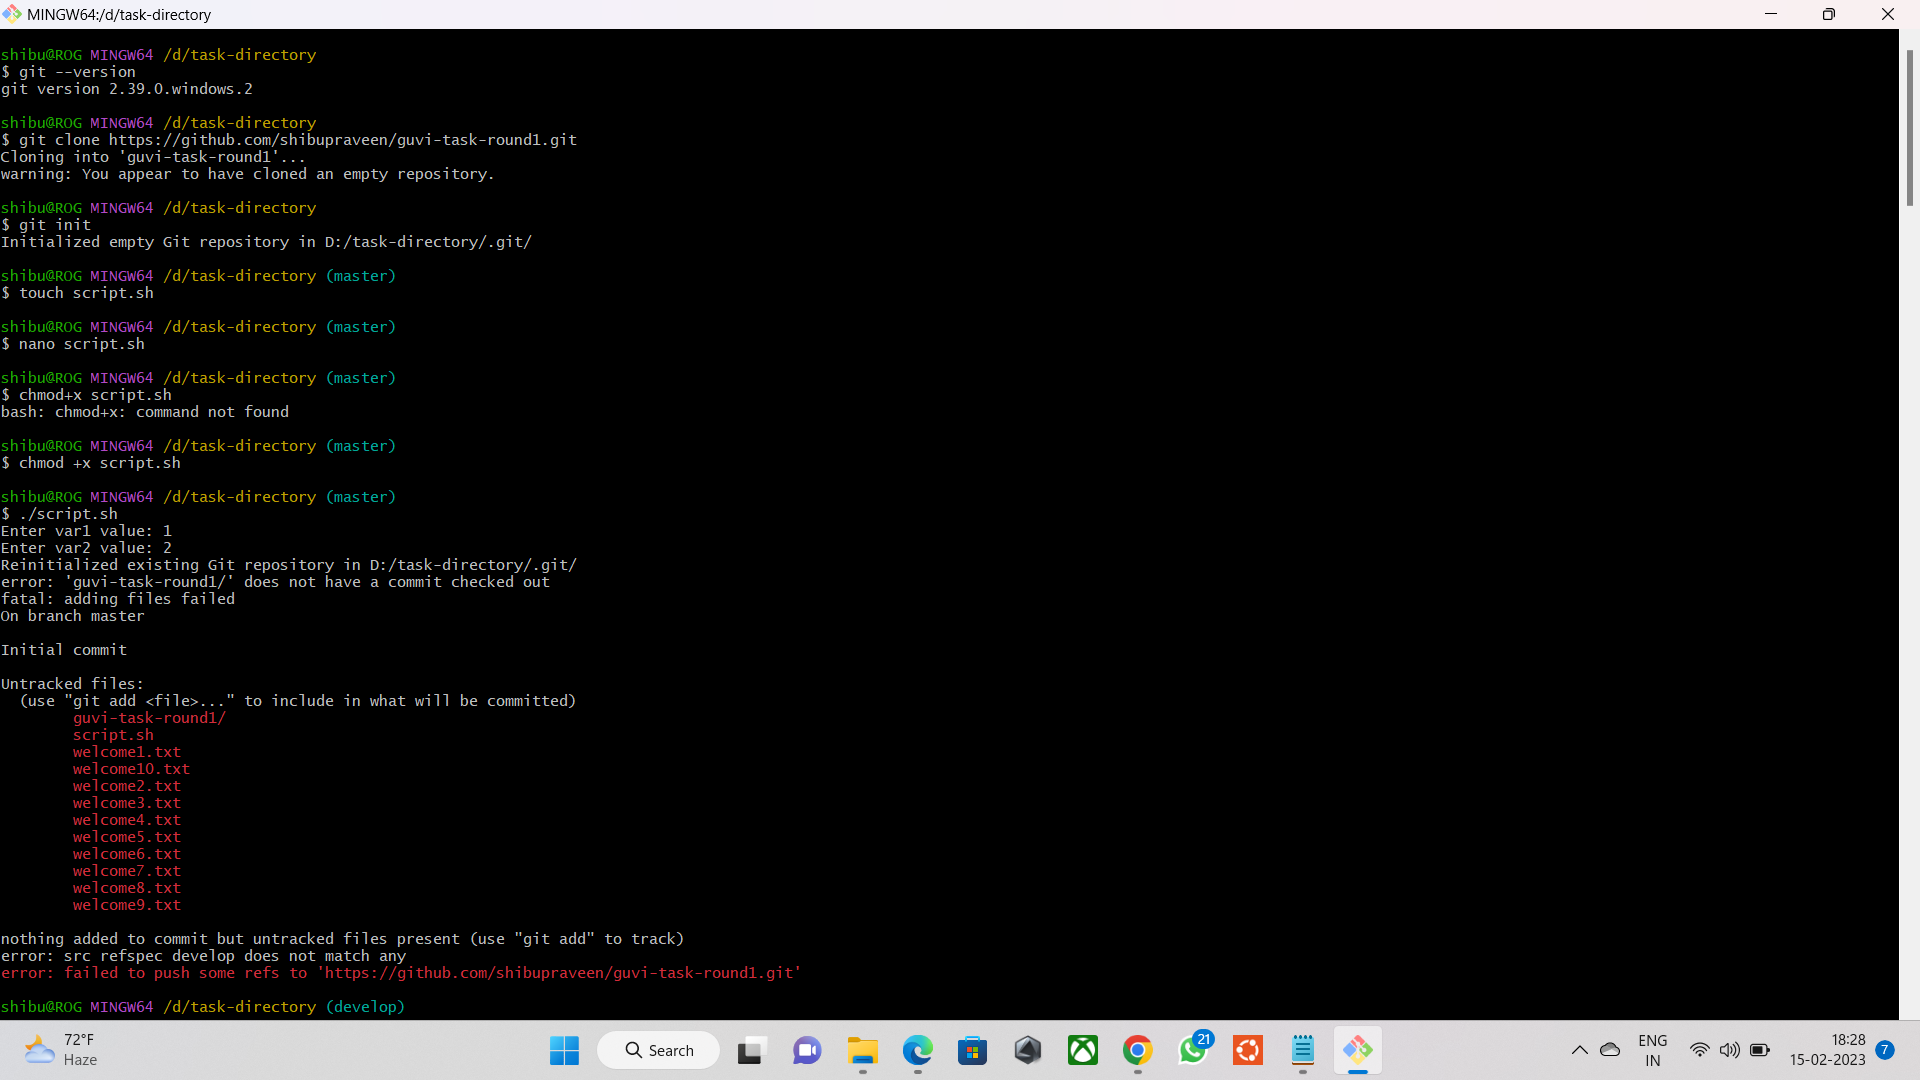 MINGW64:/d/task-directory
shibu@ROG MINGW64 /d/task-directory
$ git --version
git version 2.39.0.windows.2
shibu@ROG MINGW64 /d/task-directory
$ git clone https://github.com/shibupraveen/guvi-task-round1.git
Cloning into 'guvi-task-round1'...
warning: You appear to have cloned an empty repository.
shibu@ROG MINGW64 /d/task-directory
$ git init
Initialized empty Git repository in D:/task-directory/.git/
shibu@ROG MINGW64 /d/task-directory (master)
$ touch script.sh
shibu@ROG MINGW64 /d/task-directory (master)
$ nano script.sh
shibu@ROG MINGW64 /d/task-directory (master)
$ chmod+x script.sh
bash: chmod+x: command not found
shibu@ROG MINGW64 /d/task-directory (master)
$ chmod +x script.sh
shibu@ROG MINGW64 /d/task-directory (master)
$ ./script.sh
Enter var1 value: 1
Enter var2 value: 2
Reinitialized existing Git repository in D:/task-directory/.git/
error: 'guvi-task-round1/' does not have a commit checked out
fatal: adding files failed
On branch master
Initial commit
Untracked files:
(use "git add <file>..." to include in what will be committed)
guvi-task-round1/
script.sh
welcome1.txt
welcome10.txt
welcome2.txt
welcome3.txt
welcome4.txt
welcome5.txt
welcome6.txt
welcome7.txt
welcome8.txt
welcome9.txt
nothing added to commit but untracked files present (use "git add" to track)
error: src refspec develop does not match any
error: failed to push some refs to 'https://github.com/shibupraveen/guvi-task-round1.git'
shibu@ROG MINGW64 /d/task-directory (develop)
72°F
Haze
Search
21
ENG
IN
18:28
15-02-2023
7